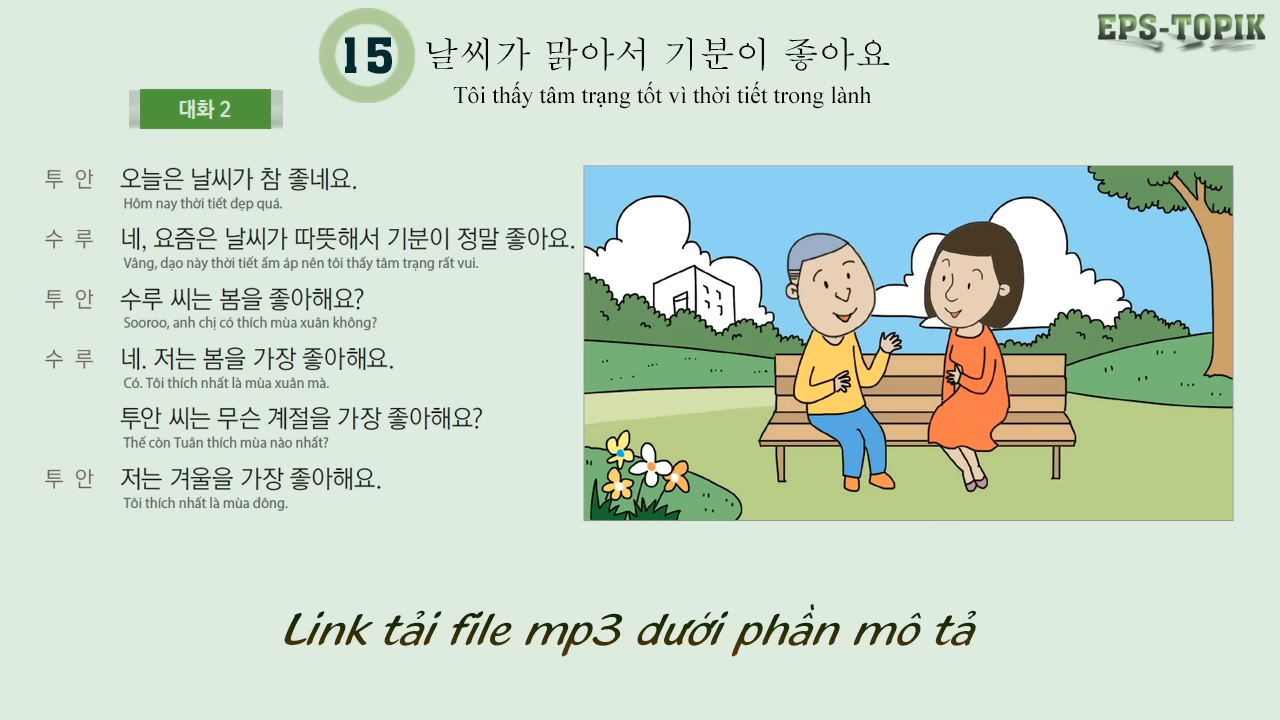 EPS-TOPIK
15 날씨가 맑아서 기분이 좋아요
Tôi thấy tâm trạng tốt vì thời tiết trong lành
대화 2
투 안 오늘은 날씨가 참 좋네요.
Hôm nay thời tiết dẹp quá.
수 루 네, 요즘은 날씨가 따뜻해서 기분이 정말 좋아요.
Vâng, dạo này thời tiết ấm áp nên tôi thấy tâm trạng rất vui.
투 안 수루 씨는 봄을 좋아해요?
Sooroo, anh chị có thích mùa xuân không?
수 루 네. 저는 봄을 가장 좋아해요.
Có. Tôi thích nhất là mùa xuân mà.
투안 씨는 무슨 계절을 가장 좋아해요?
Thế còn Tuân thích mùa nào nhất?
투 안 저는 겨울을 가장 좋아해요.
Tôi thích nhất là mùa đông.
Link tải file mp3 dưới phần mô tả